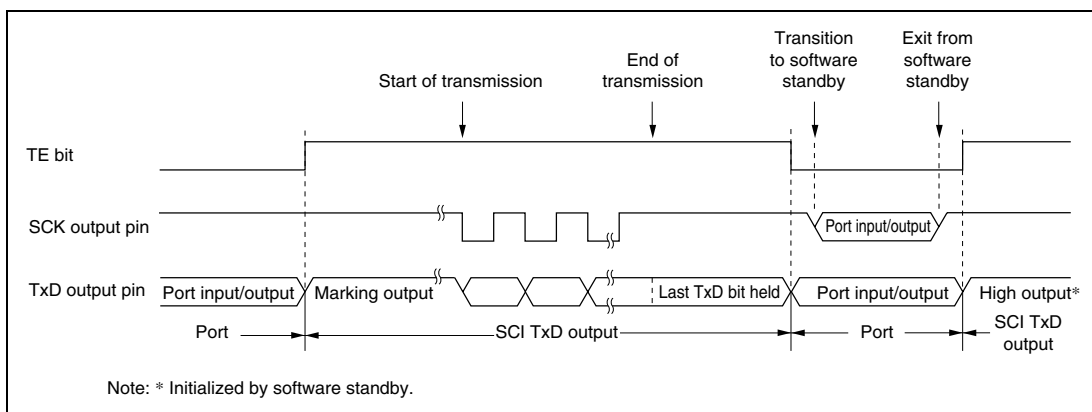 Transition
to software
standby
Exit from
software
standby
End of
transmission
Start of transmission
TE bit
SCK output pin
Port input/output
TxD output pin
Port input/output
Marking output
Last TxD bit held
Port input/output
High output*
Port
SCI TxD output
Port
SCI TxD
output
Note: * Initialized by software standby.